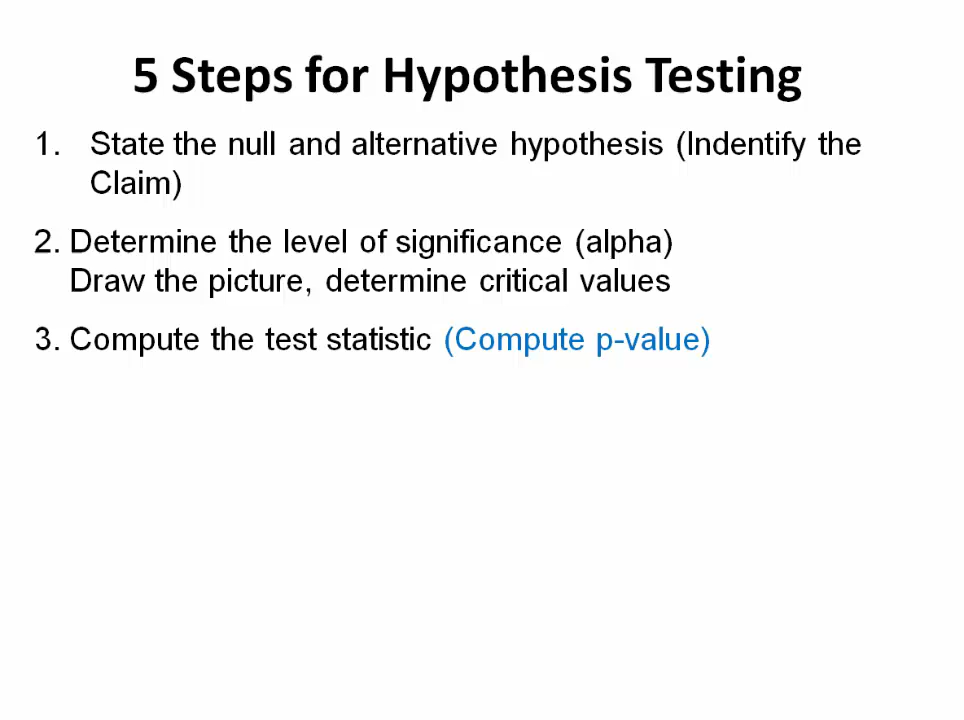 5 Steps for Hypothesis Testing
1. State the null and alternative hypothesis (Indentify the
Claim)
2. Determine the level of significance (alpha)
Draw the picture, determine critical values
3. Compute the test statistic (Compute p-value)